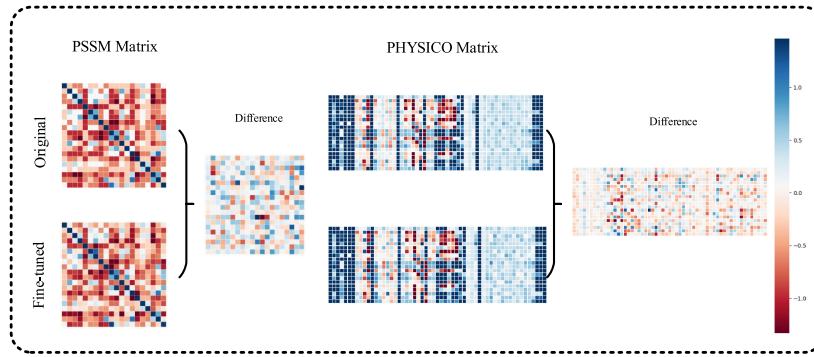 PSSM Matrix
PHYSICO Matrix
Original
Difference
Difference
Fine-tuned
1.0
0.5
0.0
−0.5
−1.0